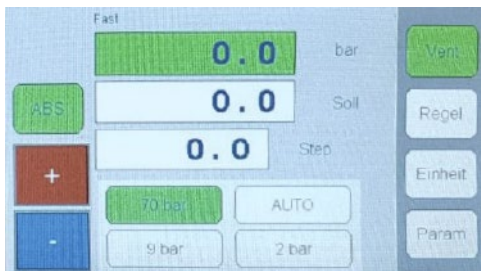 Fast
0.0 bar Vent
ABS 0.0 Soll Regel
0.0 Step
+ Einheit
70 bar AUTO
- 9 bar 2 bar Param